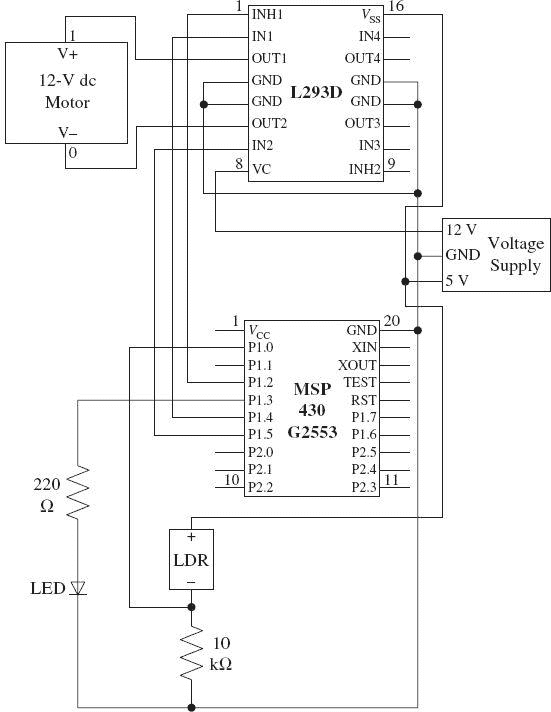 1
INH1
IN1
OUT1
GND
GND
OUT2
IN2
8
VC
L293D
16
VSS
IN4
OUT4
GND
GND
OUT3
IN3
INH2
9
1
V+
12-V dc
Motor
V–
0
12 V
GND
5 V
Voltage
Supply
1
VCC
P1.0
P1.1
P1.2
P1.3
P1.4
P1.5
P2.0
P2.1
10
P2.2
MSP
430
G2553
20
GND
XIN
XOUT
TEST
RST
P1.7
P1.6
P2.5
P2.4
11
P2.3
220
Ω
LED
+
LDR
–
10
kΩ